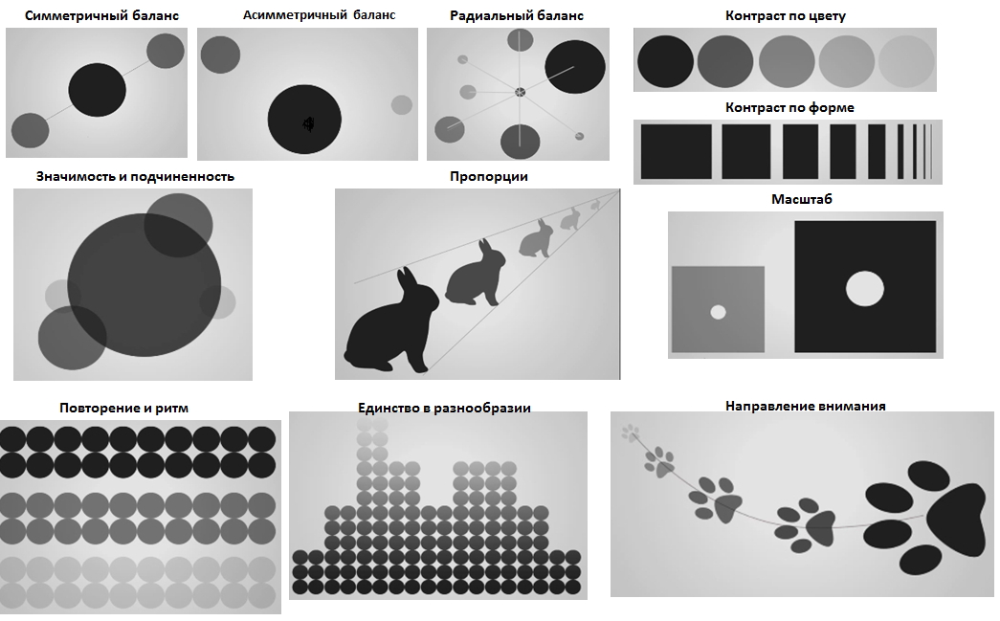 Симметричный баланс
Асимметричный баланс
Радиальный баланс
Контраст по цвету
Контраст по форме
Значимость и подчиненность
Пропорции
Масштаб
Повторение и ритм
Единство в разнообразии
Направление внимания